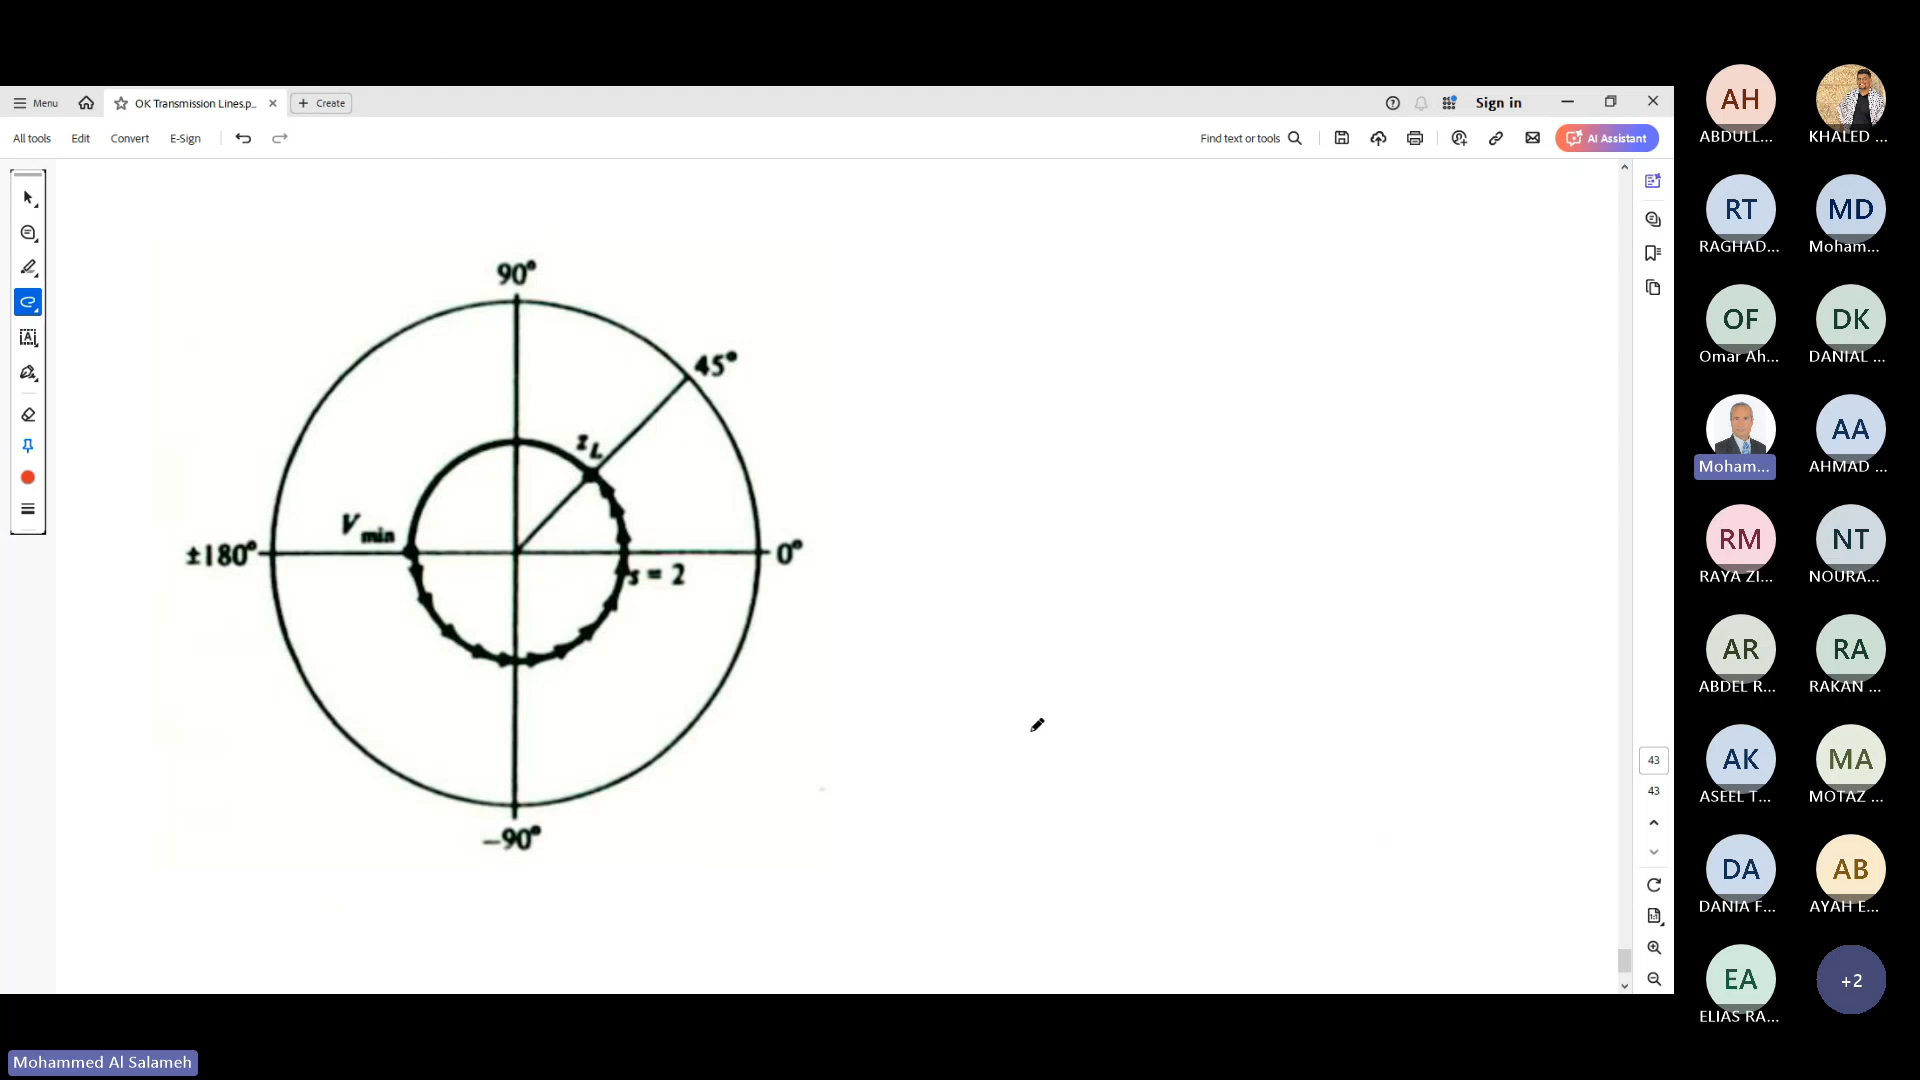 Menu
OK Transmission Lines.p...
Create
Sign in
All tools
Edit
Convert
E-Sign
Find text or tools
AI Assistant
90°
45°
z_L
V_min
±180°
0°
s = 2
−90°
43
43
AH
ABDULL...
KHALED ...
RT
RAGHAD...
MD
Moham...
OF
Omar Ah...
DK
DANIAL ...
Moham...
AA
AHMAD ...
RM
RAYA ZI...
NT
NOURA...
AR
ABDEL R...
RA
RAKAN ...
AK
ASEEL T...
MA
MOTAZ ...
DA
DANIA F...
AB
AYAH E...
EA
ELIAS RA...
+2
Mohammed Al Salameh